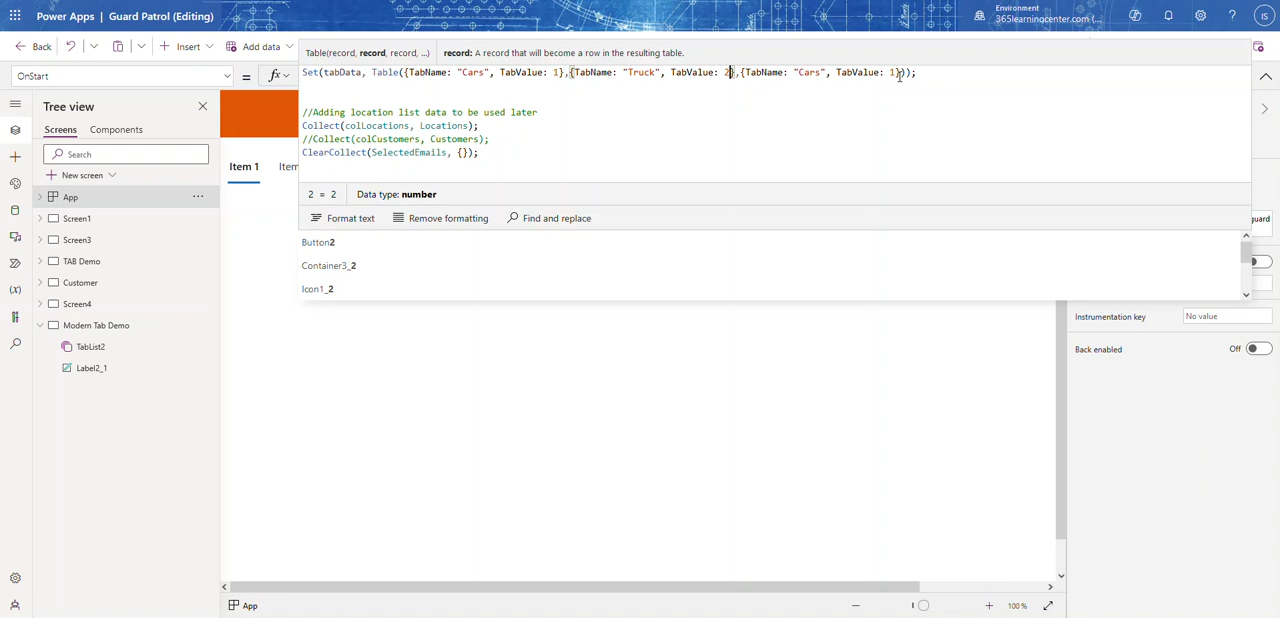 Power Apps | Guard Patrol (Editing)
Environment
365learningcenter.com (...
IS
Back
Insert
Add data
Table(record, record, record, ...)
record: A record that will become a row in the resulting table.
OnStart
=
fx
Set(tabData, Table({TabName: "Cars", TabValue: 1},{TabName: "Truck", TabValue: 2},{TabName: "Cars", TabValue: 1}));
//Adding location list data to be used later
Collect(colLocations, Locations);
//Collect(colCustomers, Customers);
ClearCollect(SelectedEmails, {});
2 = 2
Data type: number
Format text
Remove formatting
Find and replace
Button2
Container3_2
Icon1_2
Tree view
Screens
Components
Search
New screen
App
Screen1
Screen3
TAB Demo
Customer
Screen4
Modern Tab Demo
TabList2
Label2_1
Item 1
Item
guard
Instrumentation key
No value
Back enabled
Off
App
100 %